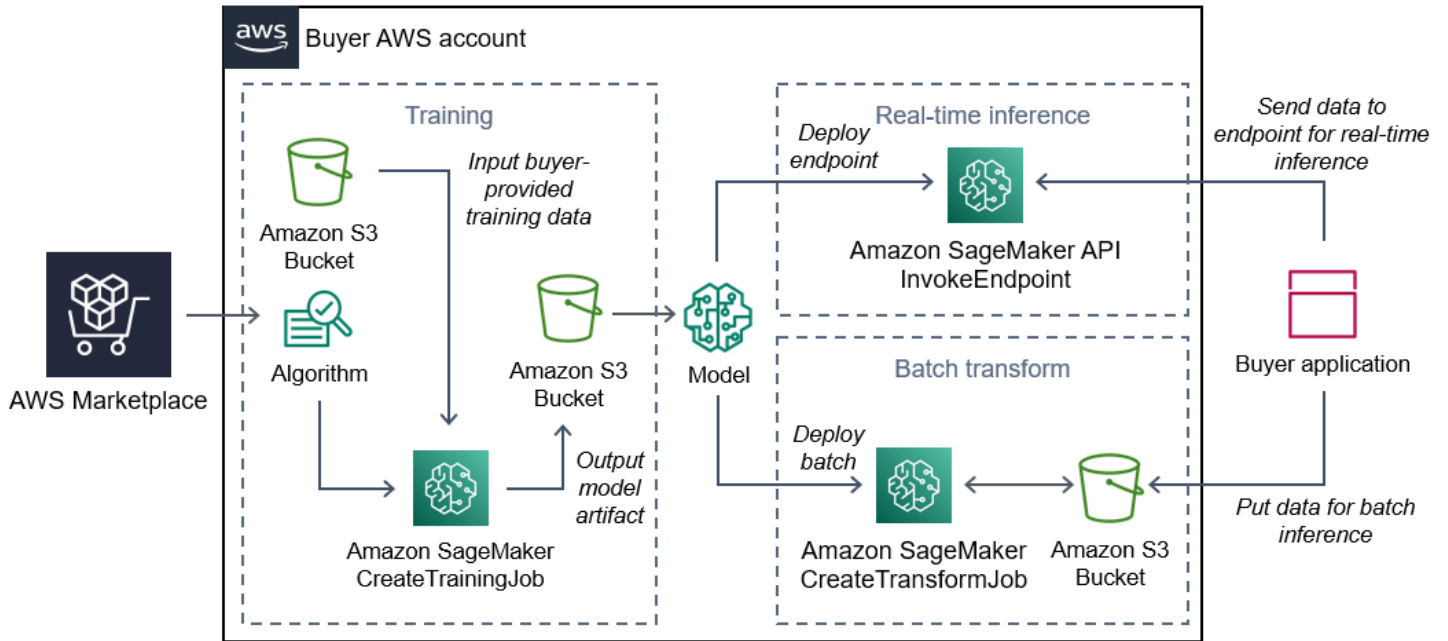 aws
Buyer AWS account
Training
Input buyer-
provided
training data
Amazon S3
Bucket
AWS Marketplace
Algorithm
Amazon S3
Bucket
Output
model
artifact
Amazon SageMaker
CreateTrainingJob
Model
Real-time inference
Deploy
endpoint
Amazon SageMaker API
InvokeEndpoint
Batch transform
Deploy
batch
Amazon SageMaker
CreateTransformJob
Amazon S3
Bucket
Send data to
endpoint for real-time
inference
Buyer application
Put data for batch
inference